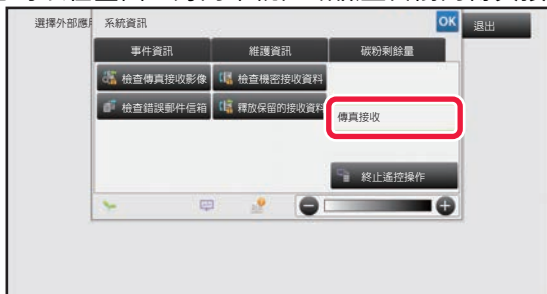 選擇外部應
系統資訊
OK
退出
事件資訊
維護資訊
碳粉剩餘量
檢查傳真接收影像
檢查機密接收資料
檢查錯誤郵件信箱
釋放保留的接收資料
傳真接收
終止遙控操作